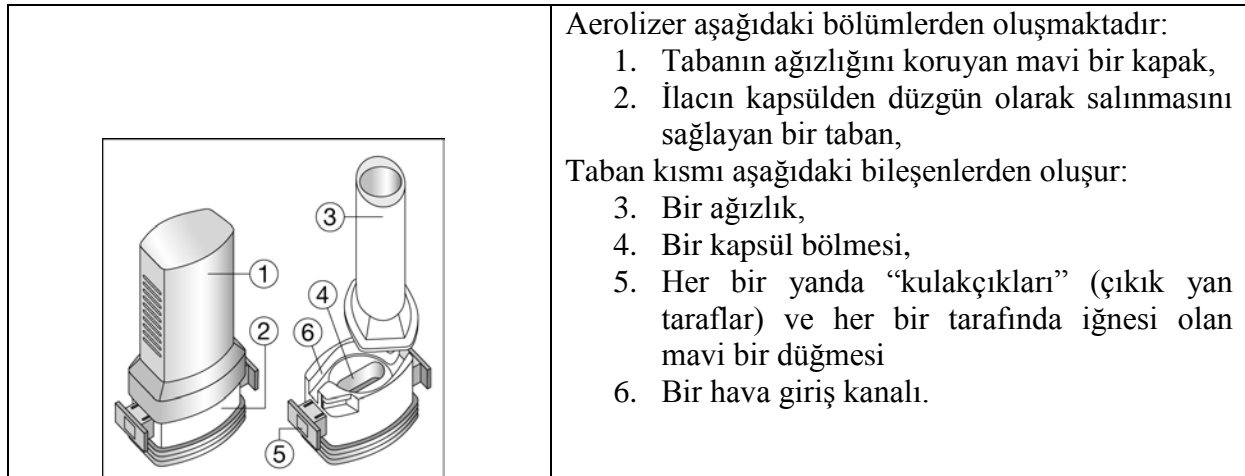 Aerolizer aşağıdaki bölümlerden oluşmaktadır:
1. Tabanın ağızlığını koruyan mavi bir kapak,
2. İlacın kapsülden düzgün olarak salınmasını
sağlayan bir taban,
Taban kısmı aşağıdaki bileşenlerden oluşur:
3. Bir ağızlık,
4. Bir kapsül bölmesi,
5. Her bir yanda “kulakçıkları” (çıkık yan
taraflar) ve her bir tarafında iğnesi olan
mavi bir düğmesi
6. Bir hava giriş kanalı.
3
1
4
6
2
5